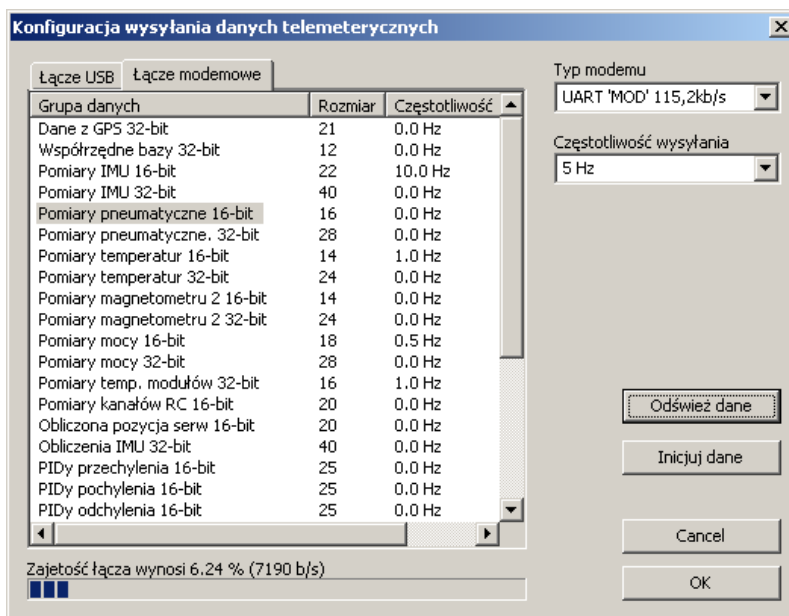 Konfiguracja wysyłania danych telemeterycznych
Łącze USB Łącze modemowe
Grupa danych Rozmiar Częstotliwość
Dane z GPS 32-bit 21 0.0 Hz
Współrzędne bazy 32-bit 12 0.0 Hz
Pomiary IMU 16-bit 22 10.0 Hz
Pomiary IMU 32-bit 40 0.0 Hz
Pomiary pneumatyczne 16-bit 16 0.0 Hz
Pomiary pneumatyczne. 32-bit 28 0.0 Hz
Pomiary temperatur 16-bit 14 1.0 Hz
Pomiary temperatur 32-bit 24 0.0 Hz
Pomiary magnetometru 2 16-bit 14 0.0 Hz
Pomiary magnetometru 2 32-bit 24 0.0 Hz
Pomiary mocy 16-bit 18 0.5 Hz
Pomiary mocy 32-bit 28 0.0 Hz
Pomiary temp. modułów 32-bit 16 1.0 Hz
Pomiary kanałów RC 16-bit 20 0.0 Hz
Obliczona pozycja serw 16-bit 20 0.0 Hz
Obliczenia IMU 32-bit 40 0.0 Hz
PIDy przechylenia 16-bit 25 0.0 Hz
PIDy pochylenia 16-bit 25 0.0 Hz
PIDy odchylenia 16-bit 25 0.0 Hz
Zajetość łącza wynosi 6.24 % (7190 b/s)
Typ modemu
UART 'MOD' 115,2kb/s
Częstotliwość wysyłania
5 Hz
Odśwież dane
Inicjuj dane
Cancel
OK